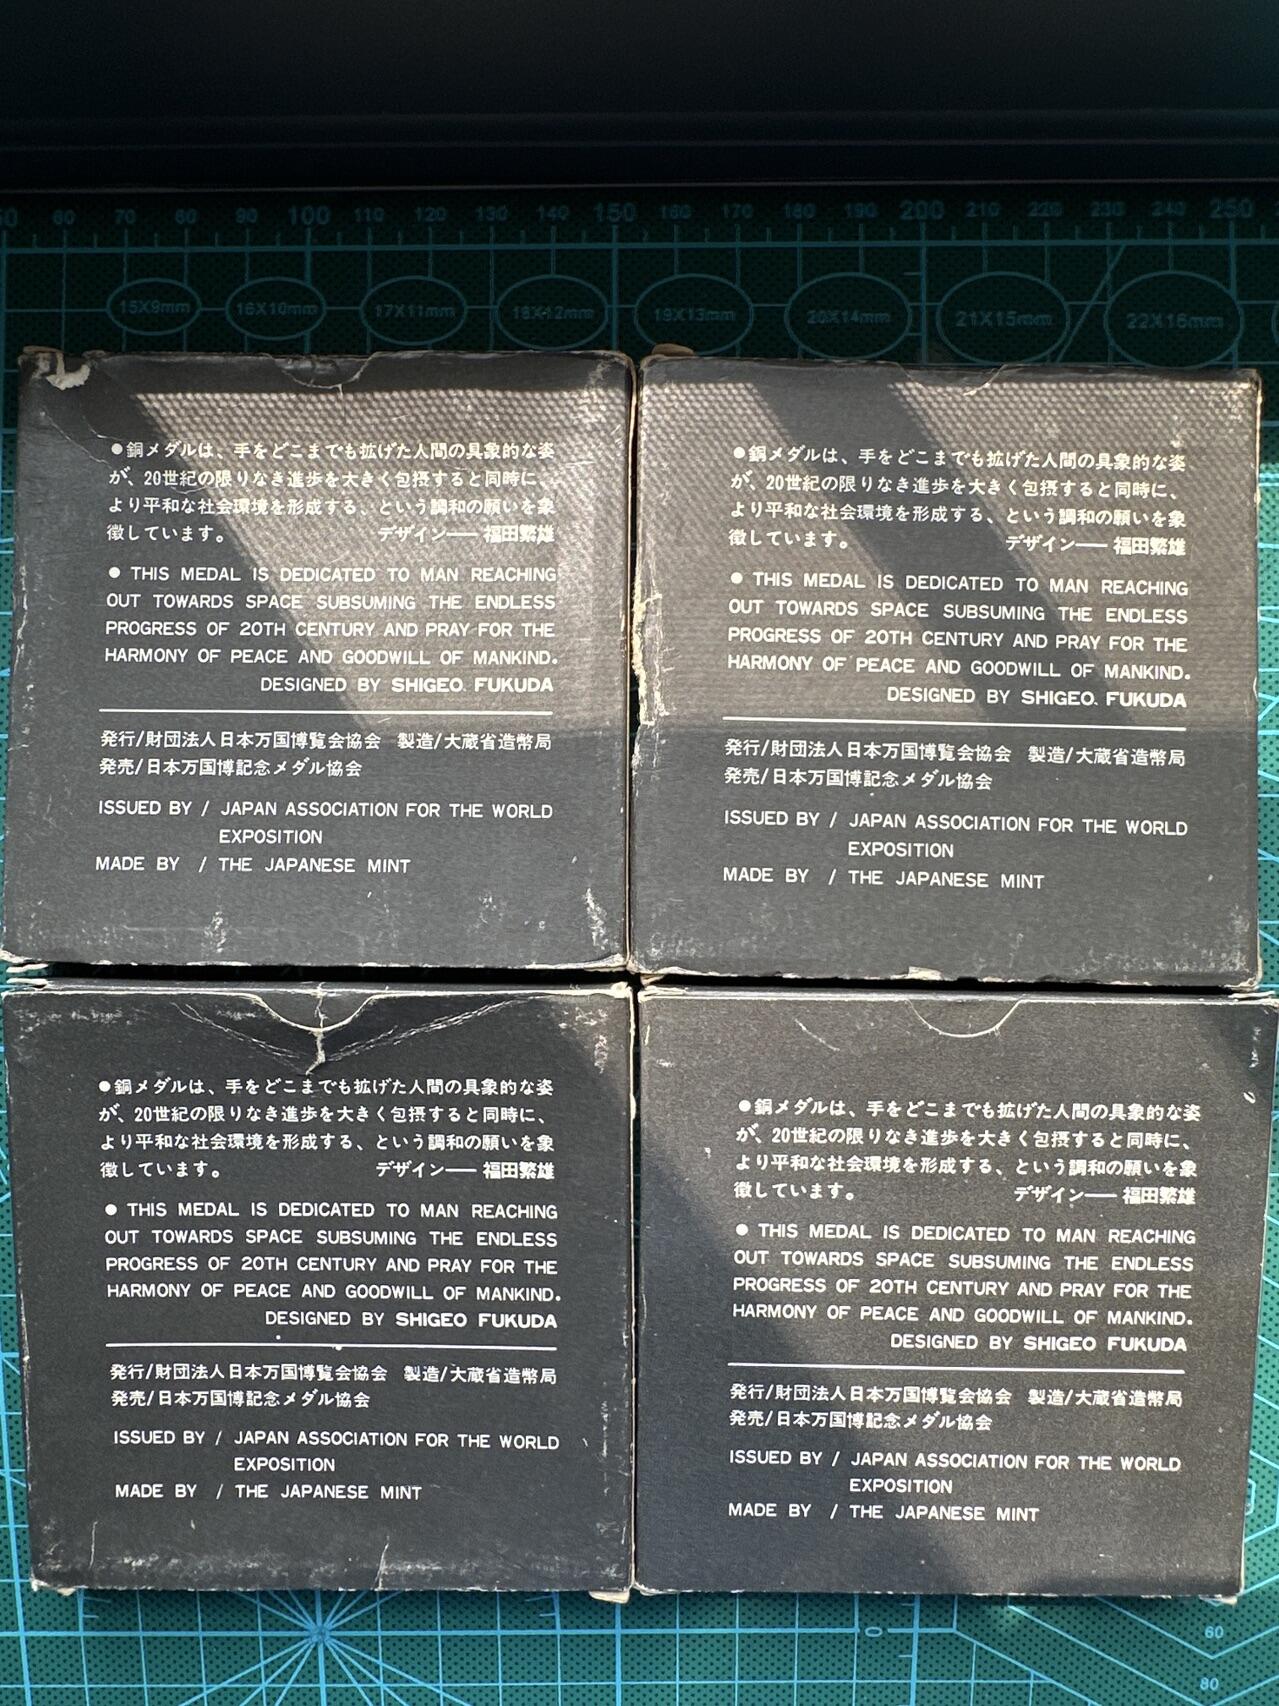 50 60 70 80 90 100 110 120 130 140 150 160 170 180 190 200 210 220 230 240 250
15X9mm 16X10mm 17X11mm 18X12mm 19X13mm 20X14mm 21X15mm 22X16mm
●銅メダルは、手をどこまでも拡げた人間の具象的な姿
が、20世紀の限りなき進歩を大きく包摂すると同時に、
より平和な社会環境を形成する、という調和の願いを象
徴しています。 デザイン── 福田繁雄
● THIS MEDAL IS DEDICATED TO MAN REACHING
OUT TOWARDS SPACE SUBSUMING THE ENDLESS
PROGRESS OF 20TH CENTURY AND PRAY FOR THE
HARMONY OF PEACE AND GOODWILL OF MANKIND.
DESIGNED BY SHIGEO. FUKUDA
発行/財団法人日本万国博覧会協会 製造/大蔵省造幣局
発売/日本万国博記念メダル協会
ISSUED BY / JAPAN ASSOCIATION FOR THE WORLD
EXPOSITION
MADE BY / THE JAPANESE MINT
●銅メダルは、手をどこまでも拡げた人間の具象的な姿
が、20世紀の限りなき進歩を大きく包摂すると同時に、
より平和な社会環境を形成する、という調和の願いを象
徴しています。 デザイン── 福田繁雄
● THIS MEDAL IS DEDICATED TO MAN REACHING
OUT TOWARDS SPACE SUBSUMING THE ENDLESS
PROGRESS OF 20TH CENTURY AND PRAY FOR THE
HARMONY OF PEACE AND GOODWILL OF MANKIND.
DESIGNED BY SHIGEO. FUKUDA
発行/財団法人日本万国博覧会協会 製造/大蔵省造幣局
発売/日本万国博記念メダル協会
ISSUED BY / JAPAN ASSOCIATION FOR THE WORLD
EXPOSITION
MADE BY / THE JAPANESE MINT
●銅メダルは、手をどこまでも拡げた人間の具象的な姿
が、20世紀の限りなき進歩を大きく包摂すると同時に、
より平和な社会環境を形成する、という調和の願いを象
徴しています。 デザイン── 福田繁雄
● THIS MEDAL IS DEDICATED TO MAN REACHING
OUT TOWARDS SPACE SUBSUMING THE ENDLESS
PROGRESS OF 20TH CENTURY AND PRAY FOR THE
HARMONY OF PEACE AND GOODWILL OF MANKIND.
DESIGNED BY SHIGEO FUKUDA
発行/財団法人日本万国博覧会協会 製造/大蔵省造幣局
発売/日本万国博記念メダル協会
ISSUED BY / JAPAN ASSOCIATION FOR THE WORLD
EXPOSITION
MADE BY / THE JAPANESE MINT
●銅メダルは、手をどこまでも拡げた人間の具象的な姿
が、20世紀の限りなき進歩を大きく包摂すると同時に、
より平和な社会環境を形成する、という調和の願いを象
徴しています。 デザイン── 福田繁雄
● THIS MEDAL IS DEDICATED TO MAN REACHING
OUT TOWARDS SPACE SUBSUMING THE ENDLESS
PROGRESS OF 20TH CENTURY AND PRAY FOR THE
HARMONY OF PEACE AND GOODWILL OF MANKIND.
DESIGNED BY SHIGEO FUKUDA
発行/財団法人日本万国博覧会協会 製造/大蔵省造幣局
発売/日本万国博記念メダル協会
ISSUED BY / JAPAN ASSOCIATION FOR THE WORLD
EXPOSITION
MADE BY / THE JAPANESE MINT
0
60
80